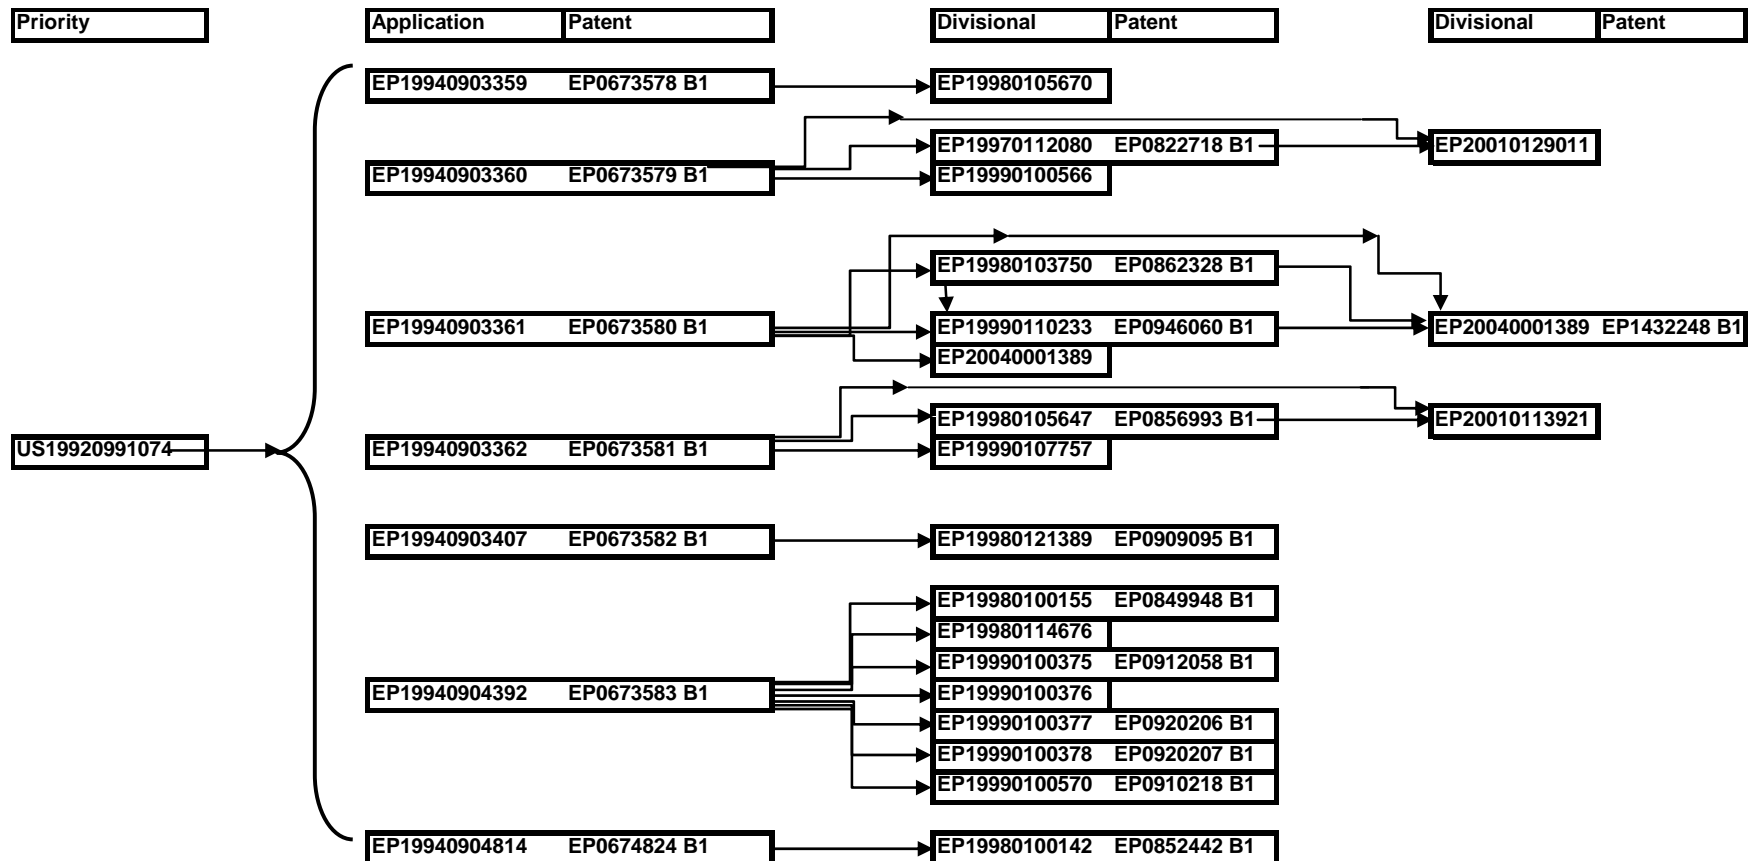 Priority Application Patent Divisional Patent Divisional Patent
EP19940903359 EP0673578 B1 EP19980105670
EP19970112080 EP0822718 B1 EP20010129011
EP19940903360 EP0673579 B1 EP19990100566
EP19980103750 EP0862328 B1
EP19940903361 EP0673580 B1 EP19990110233 EP0946060 B1 EP20040001389 EP1432248 B1
EP20040001389
EP19980105647 EP0856993 B1 EP20010113921
US19920991074 EP19940903362 EP0673581 B1 EP19990107757
EP19940903407 EP0673582 B1 EP19980121389 EP0909095 B1
EP19980100155 EP0849948 B1
EP19980114676
EP19990100375 EP0912058 B1
EP19940904392 EP0673583 B1 EP19990100376
EP19990100377 EP0920206 B1
EP19990100378 EP0920207 B1
EP19990100570 EP0910218 B1
EP19940904814 EP0674824 B1 EP19980100142 EP0852442 B1